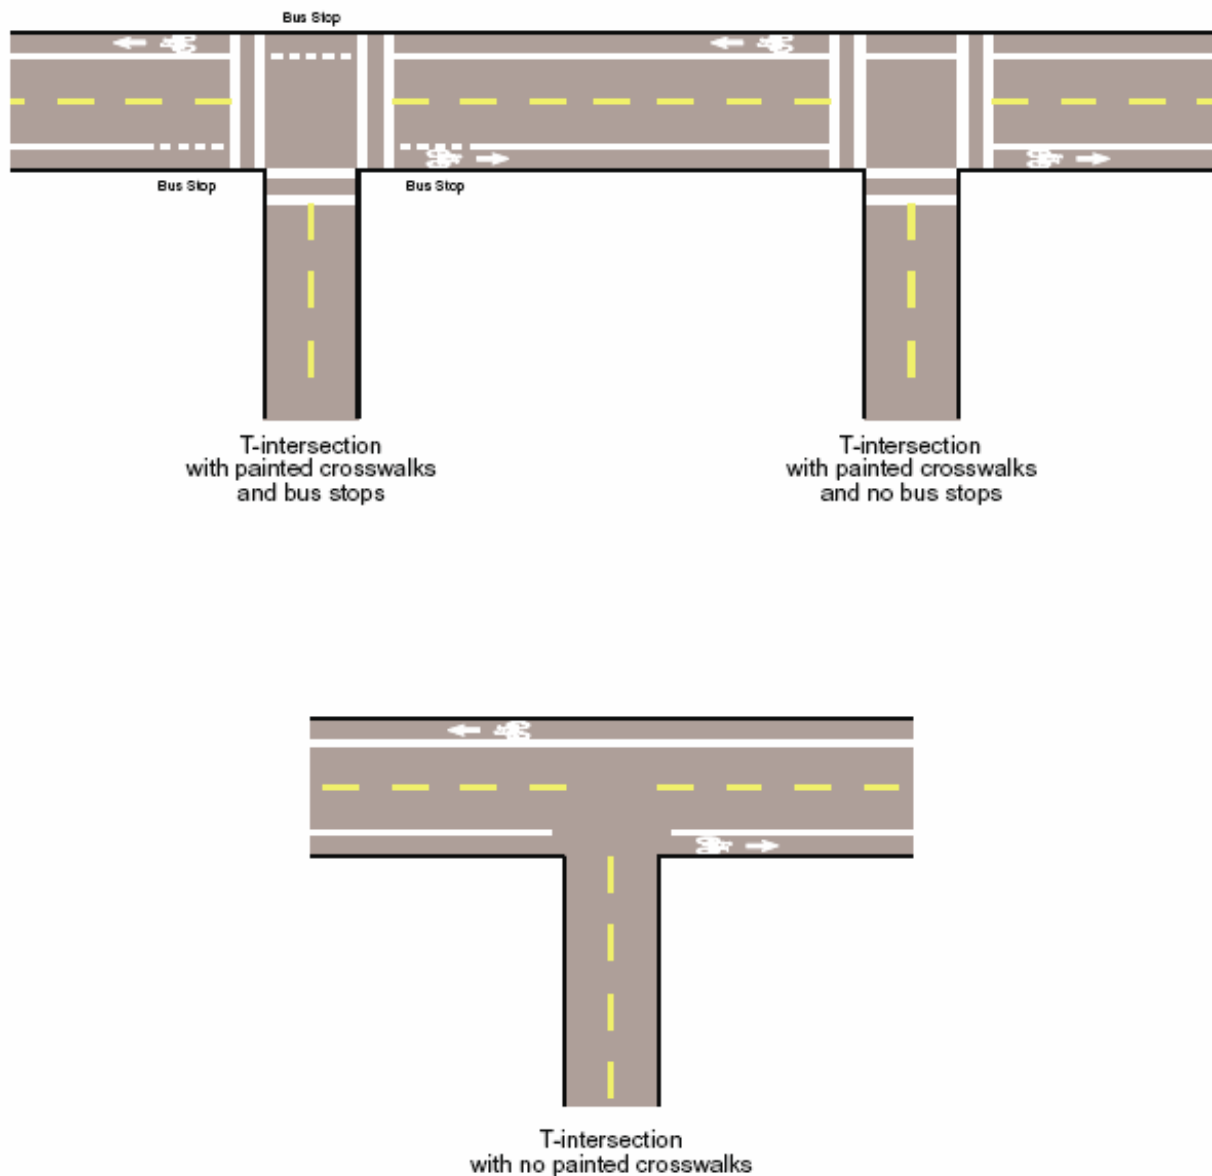 Bus Stop
Bus Stop
Bus Stop
T-intersection
with painted crosswalks
and bus stops
T-intersection
with painted crosswalks
and no bus stops
T-intersection
with no painted crosswalks